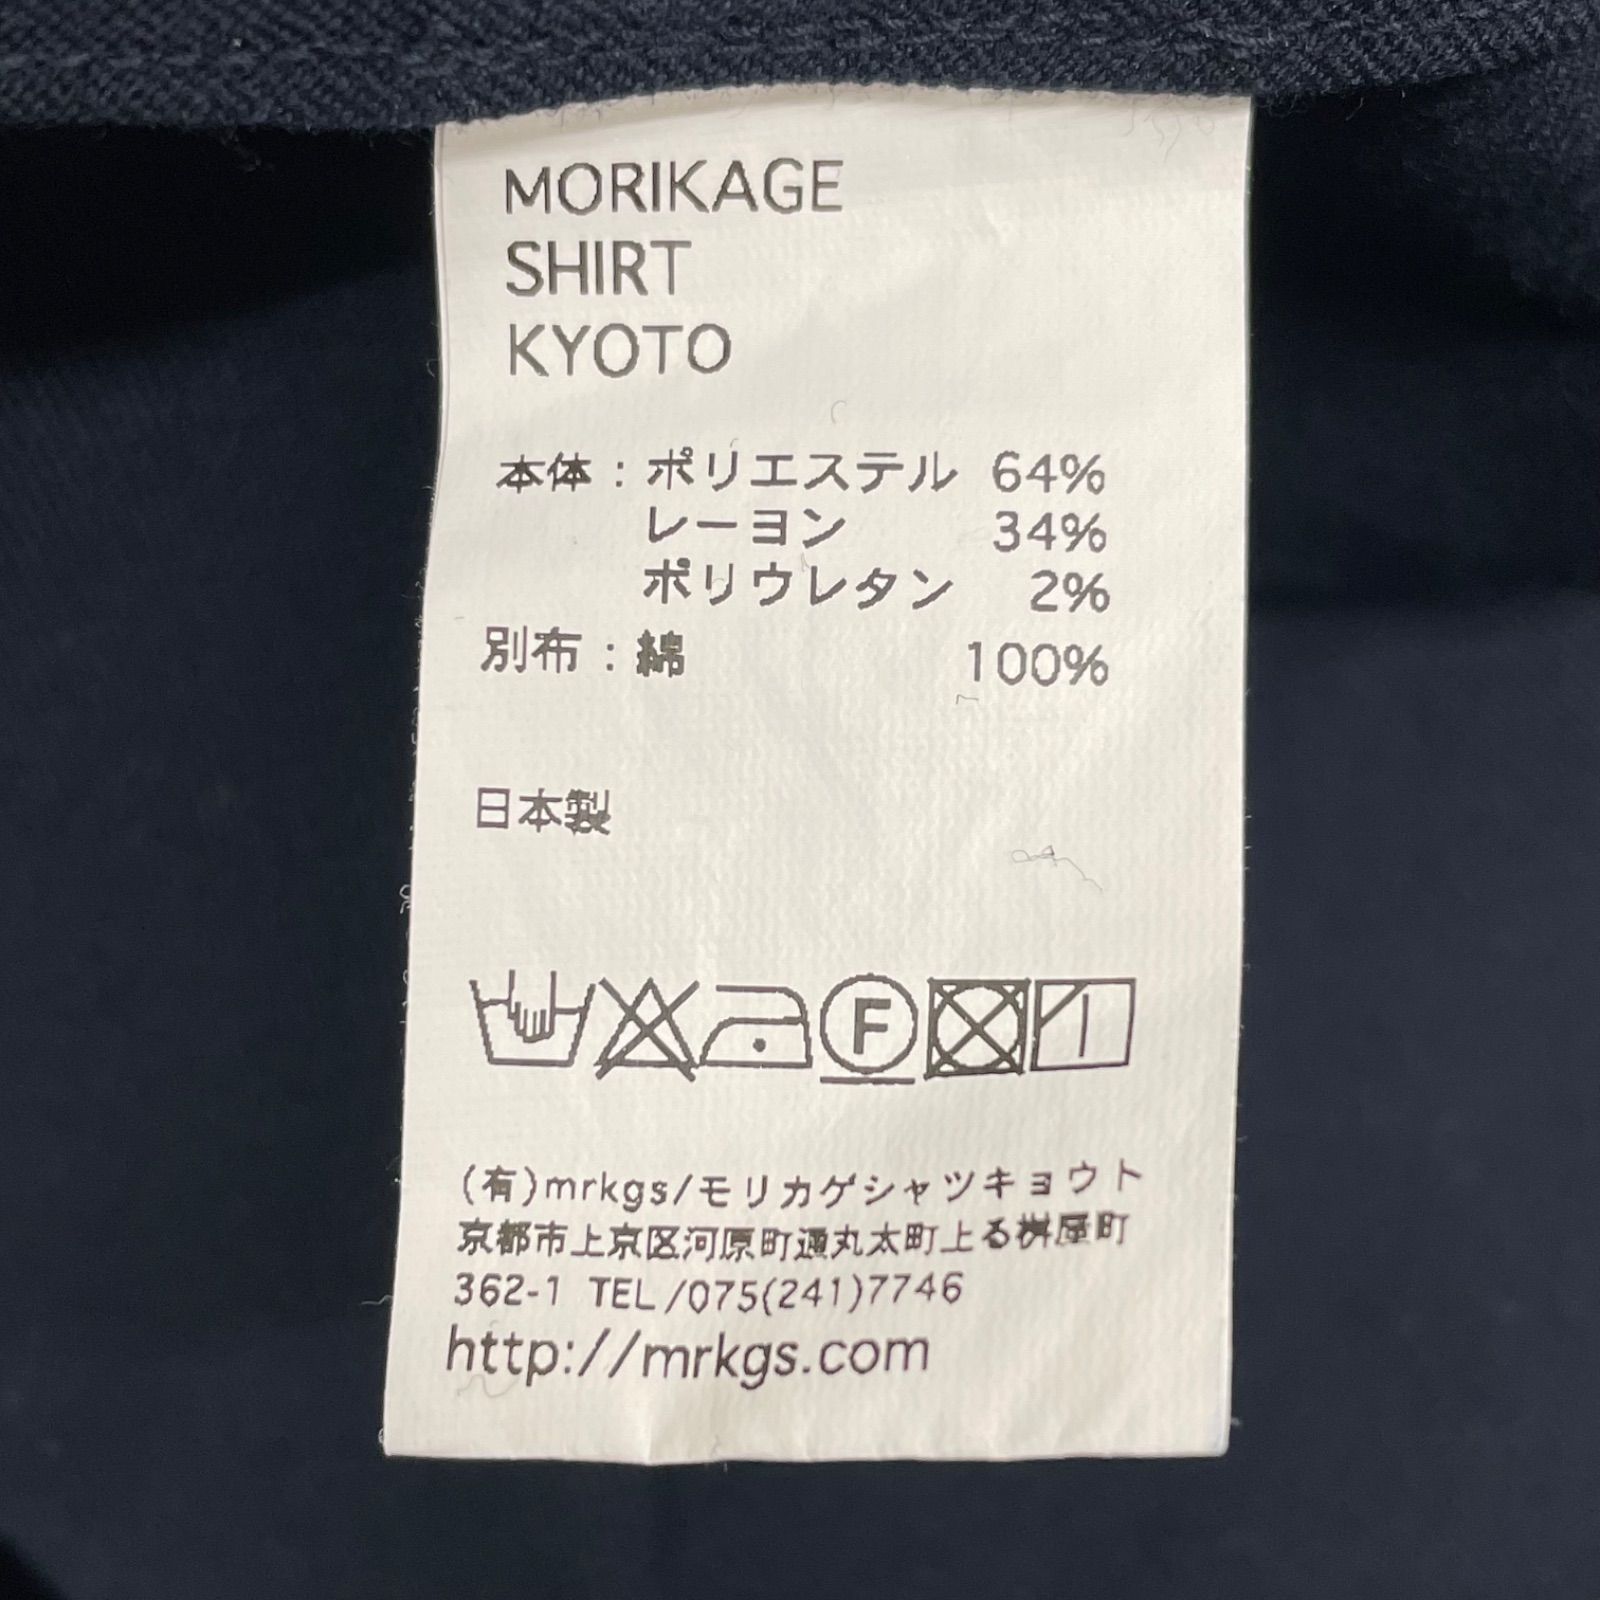 MORIKAGE
SHIRT
KYOTO
本体：ポリエステル 64%
レーヨン 34%
ポリウレタン 2%
別布：綿 100%
日本製
F
(有)mrkgs/モリカゲシャツキョウト
京都市上京区河原町通丸太町上る桝屋町
362-1 TEL/075(241)7746
http://mrkgs.com